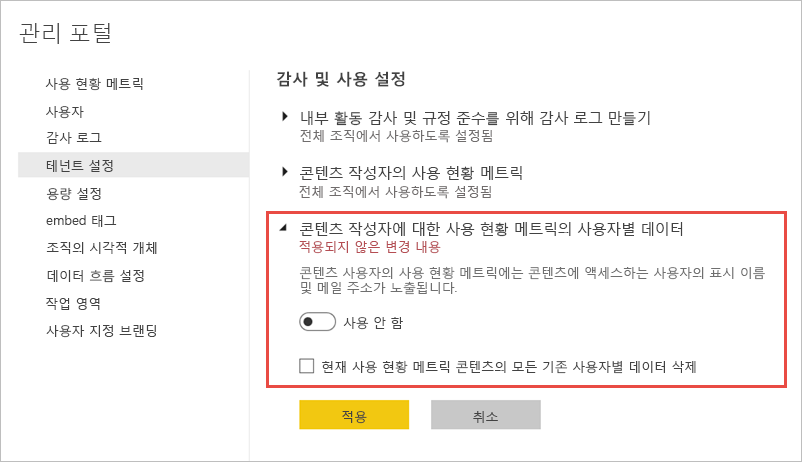 관리 포털
사용 현황 메트릭
사용자
감사 로그
테넌트 설정
용량 설정
embed 태그
조직의 시각적 개체
데이터 흐름 설정
작업 영역
사용자 지정 브랜딩
감사 및 사용 설정
내부 활동 감사 및 규정 준수를 위해 감사 로그 만들기
전체 조직에서 사용하도록 설정됨
콘텐츠 작성자의 사용 현황 메트릭
전체 조직에서 사용하도록 설정됨
콘텐츠 작성자에 대한 사용 현황 메트릭의 사용자별 데이터
적용되지 않은 변경 내용
콘텐츠 사용자의 사용 현황 메트릭에는 콘텐츠에 액세스하는 사용자의 표시 이름
및 메일 주소가 노출됩니다.
사용 안 함
현재 사용 현황 메트릭 콘텐츠의 모든 기존 사용자별 데이터 삭제
적용
취소